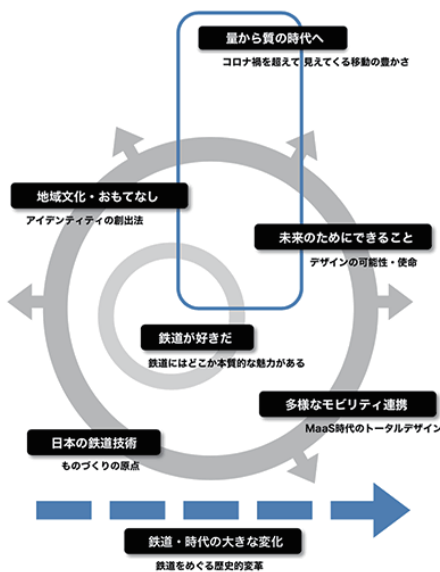 量から質の時代へ
コロナ禍を超えて 見えてくる移動の豊かさ
地域文化・おもてなし
アイデンティティの創出法
未来のためにできること
デザインの可能性・使命
鉄道が好きだ
鉄道にはどこか本質的な魅力がある
多様なモビリティ連携
MaaS時代のトータルデザイン
日本の鉄道技術
ものづくりの原点
鉄道・時代の大きな変化
鉄道をめぐる歴史的変革